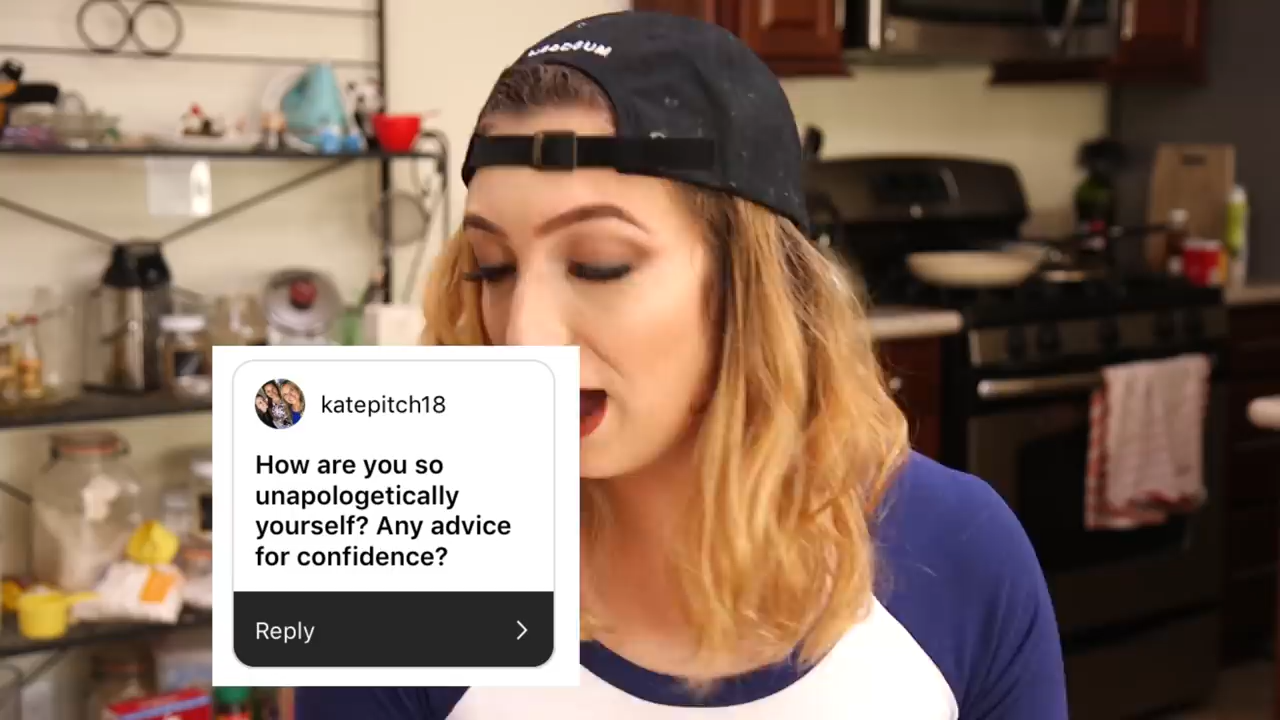 katepitch18
How are you so
unapologetically
yourself? Any advice
for confidence?
Reply